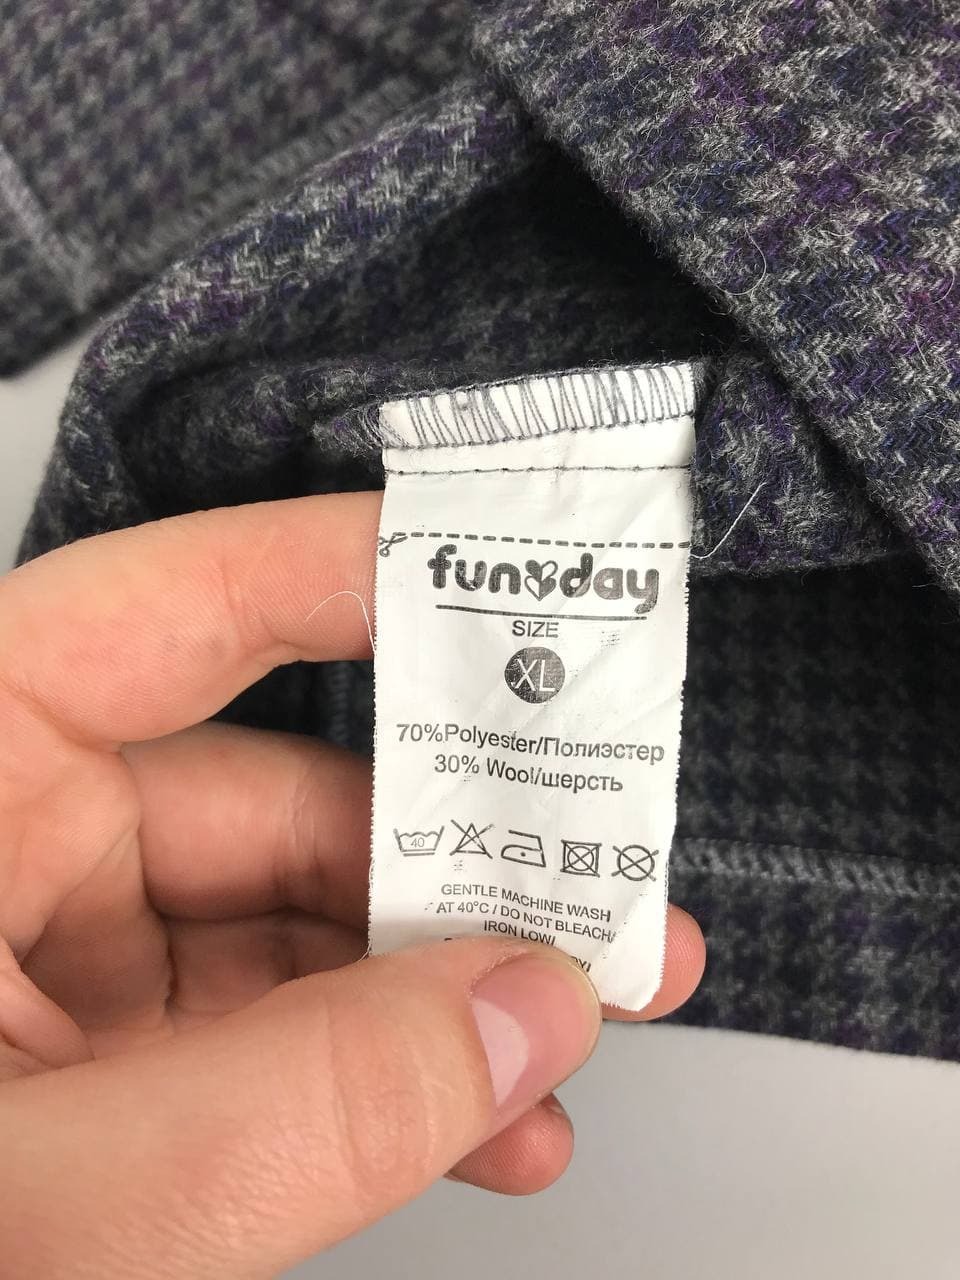 fun day
SIZE
XL
70%Polyester/Полиэстер
30% Wool/шерсть
40
GENTLE MACHINE WASH
AT 40°C / DO NOT BLEACH/
IRON LOW/